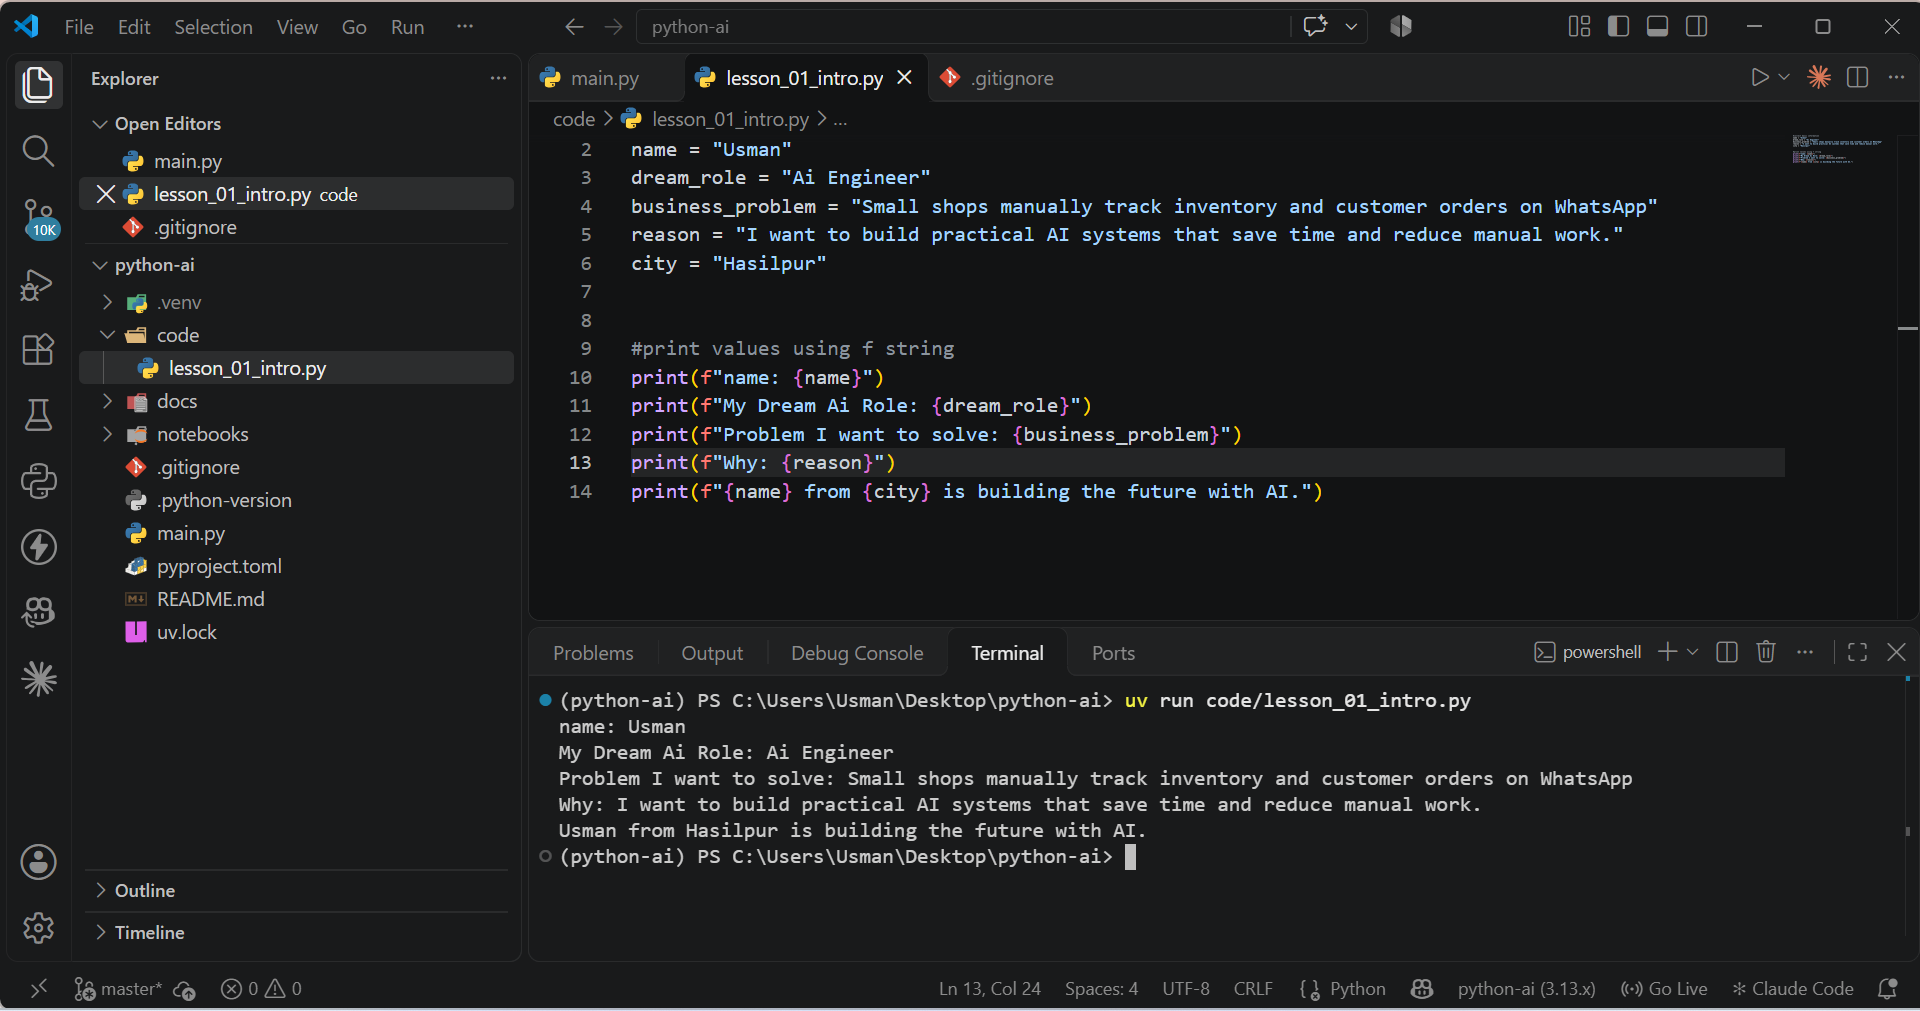 File Edit Selection View Go Run ··· python-ai
Explorer ···
Open Editors
main.py
lesson_01_intro.py code
.gitignore
python-ai
.venv
code
lesson_01_intro.py
docs
notebooks
.gitignore
.python-version
main.py
pyproject.toml
README.md
uv.lock
Outline
Timeline
10K
main.py lesson_01_intro.py .gitignore
code > lesson_01_intro.py > ...
2 name = "Usman"
3 dream_role = "Ai Engineer"
4 business_problem = "Small shops manually track inventory and customer orders on WhatsApp"
5 reason = "I want to build practical AI systems that save time and reduce manual work."
6 city = "Hasilpur"
7
8
9 #print values using f string
10 print(f"name: {name}")
11 print(f"My Dream Ai Role: {dream_role}")
12 print(f"Problem I want to solve: {business_problem}")
13 print(f"Why: {reason}")
14 print(f"{name} from {city} is building the future with AI.")
Problems Output Debug Console Terminal Ports powershell
(python-ai) PS C:\Users\Usman\Desktop\python-ai> uv run code/lesson_01_intro.py
name: Usman
My Dream Ai Role: Ai Engineer
Problem I want to solve: Small shops manually track inventory and customer orders on WhatsApp
Why: I want to build practical AI systems that save time and reduce manual work.
Usman from Hasilpur is building the future with AI.
(python-ai) PS C:\Users\Usman\Desktop\python-ai>
master* 0 0 Ln 13, Col 24 Spaces: 4 UTF-8 CRLF Python python-ai (3.13.x) Go Live Claude Code